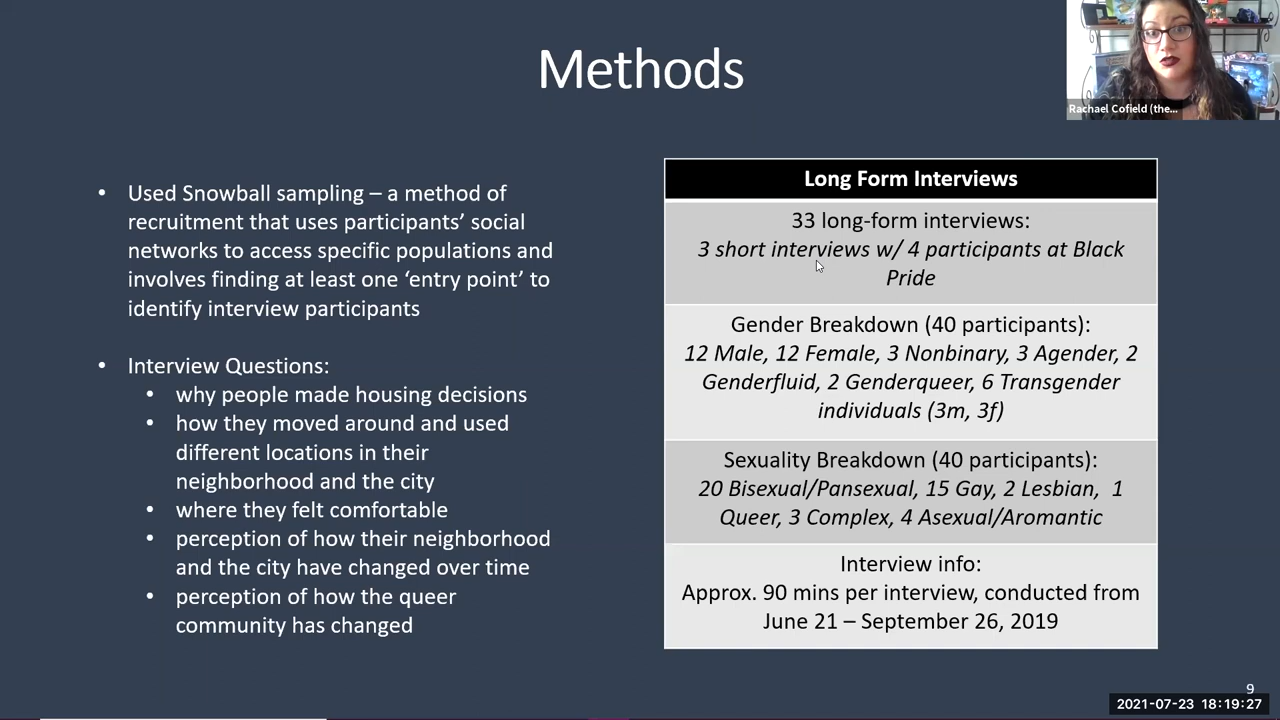 Methods
Rachael Cofield (the...
• Used Snowball sampling – a method of
recruitment that uses participants’ social
networks to access specific populations and
involves finding at least one ‘entry point’ to
identify interview participants
• Interview Questions:
• why people made housing decisions
• how they moved around and used
different locations in their
neighborhood and the city
• where they felt comfortable
• perception of how their neighborhood
and the city have changed over time
• perception of how the queer
community has changed
Long Form Interviews
33 long-form interviews:
3 short interviews w/ 4 participants at Black
Pride
Gender Breakdown (40 participants):
12 Male, 12 Female, 3 Nonbinary, 3 Agender, 2
Genderfluid, 2 Genderqueer, 6 Transgender
individuals (3m, 3f)
Sexuality Breakdown (40 participants):
20 Bisexual/Pansexual, 15 Gay, 2 Lesbian, 1
Queer, 3 Complex, 4 Asexual/Aromantic
Interview info:
Approx. 90 mins per interview, conducted from
June 21 – September 26, 2019
9
2021-07-23 18:19:27